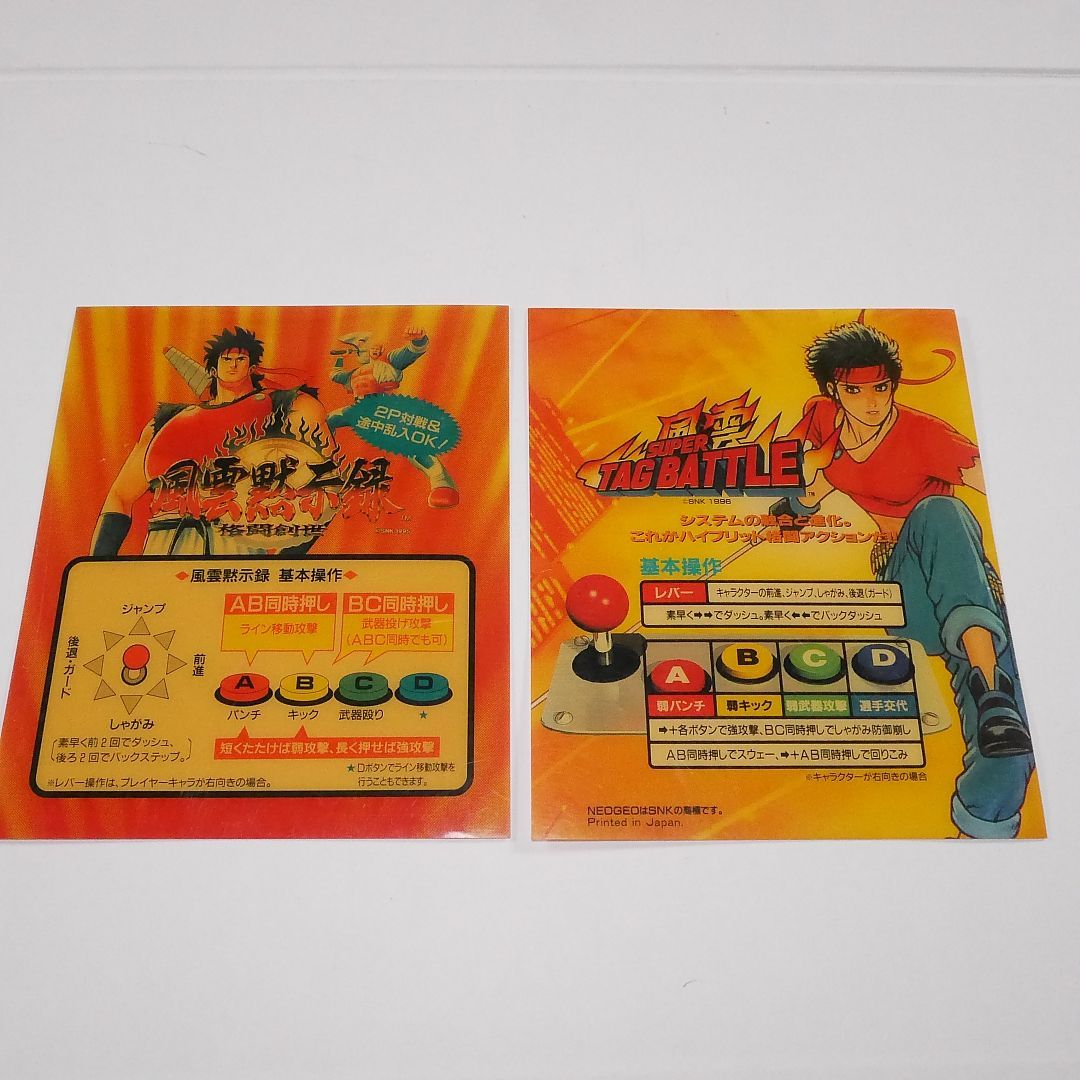 2P対戦&
途中乱入OK!
風雲黙示録
格闘創世
©SNK 1995
◆風雲黙示録 基本操作◆
ジャンプ
後退・ガード
前進
しゃがみ
素早く前2回でダッシュ、
後ろ2回でバックステップ。
AB同時押し
ライン移動攻撃
BC同時押し
武器投げ攻撃
(ABC同時でも可)
A B C D
パンチ キック 武器殴り ★
短くたたけば弱攻撃、長く押せば強攻撃
★Dボタンでライン移動攻撃を
行うこともできます。
※レバー操作は、プレイヤーキャラが右向きの場合。
風雲
SUPER
TAG BATTLE
TM
©SNK 1996
システムの融合と進化。
これがハイブリッド格闘アクションだ!!
基本操作
レバー キャラクターの前進、ジャンプ、しゃがみ、後退(ガード)
素早く➡➡でダッシュ。素早く⬅⬅でバックダッシュ
A B C D
弱パンチ 弱キック 弱武器攻撃 選手交代
➡+各ボタンで強攻撃、BC同時押しでしゃがみ防御崩し
AB同時押しでスウェー、➡+AB同時押しで回りこみ
※キャラクターが右向きの場合
NEOGEOはSNKの商標です。
Printed in Japan.